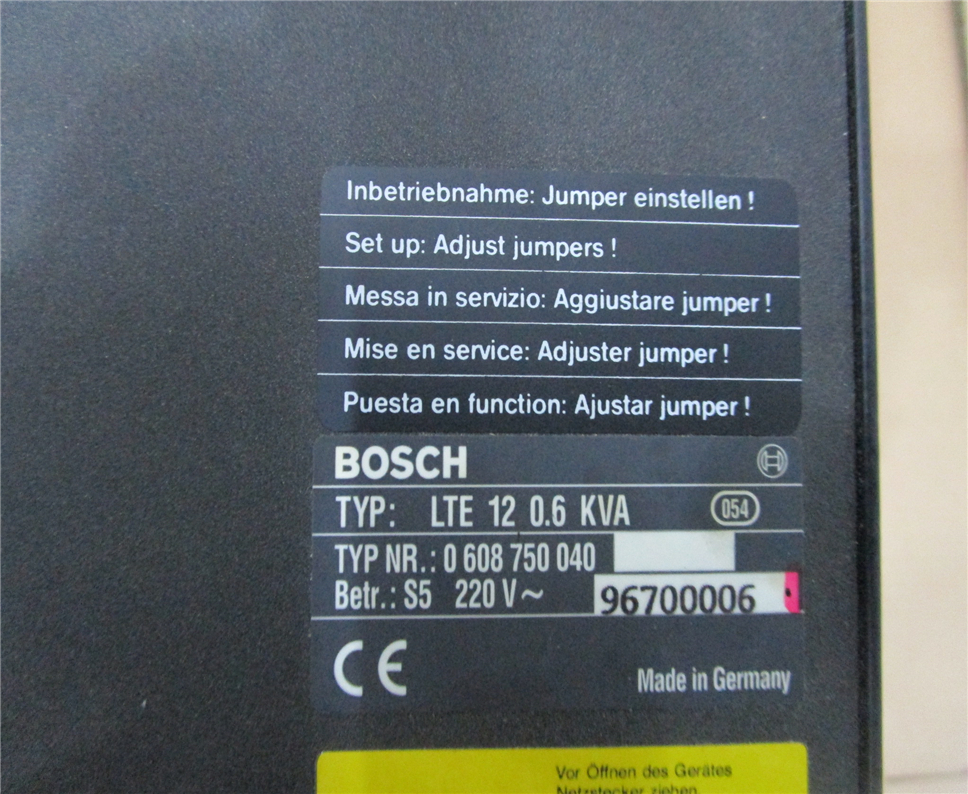 Inbetriebnahme: Jumper einstellen !
Set up: Adjust jumpers !
Messa in servizio: Aggiustare jumper !
Mise en service: Adjuster jumper !
Puesta en function: Ajustar jumper !
BOSCH
TYP: LTE 12 0.6 KVA 054
TYP NR.: 0 608 750 040
Betr.: S5 220 V~ 96700006
CE
Made in Germany
Vor Öffnen des Gerätes
Netzstecker ziehen